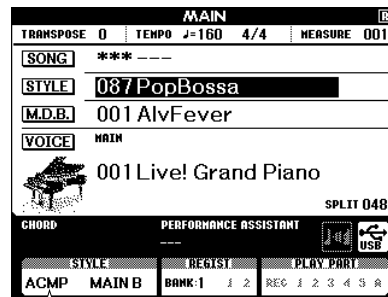 MAIN
TRANSPOSE 0 TEMPO ♩=160 4/4 MEASURE 001
SONG *** ---
STYLE 087 PopBossa
M.D.B. 001 AlvFever
VOICE MAIN
001 Live! Grand Piano
SPLIT 048
CHORD PERFORMANCE ASSISTANT
---
USB
STYLE REGIST PLAY PART
ACMP MAIN B BANK:1 1 2 REC 1 2 3 4 5 A